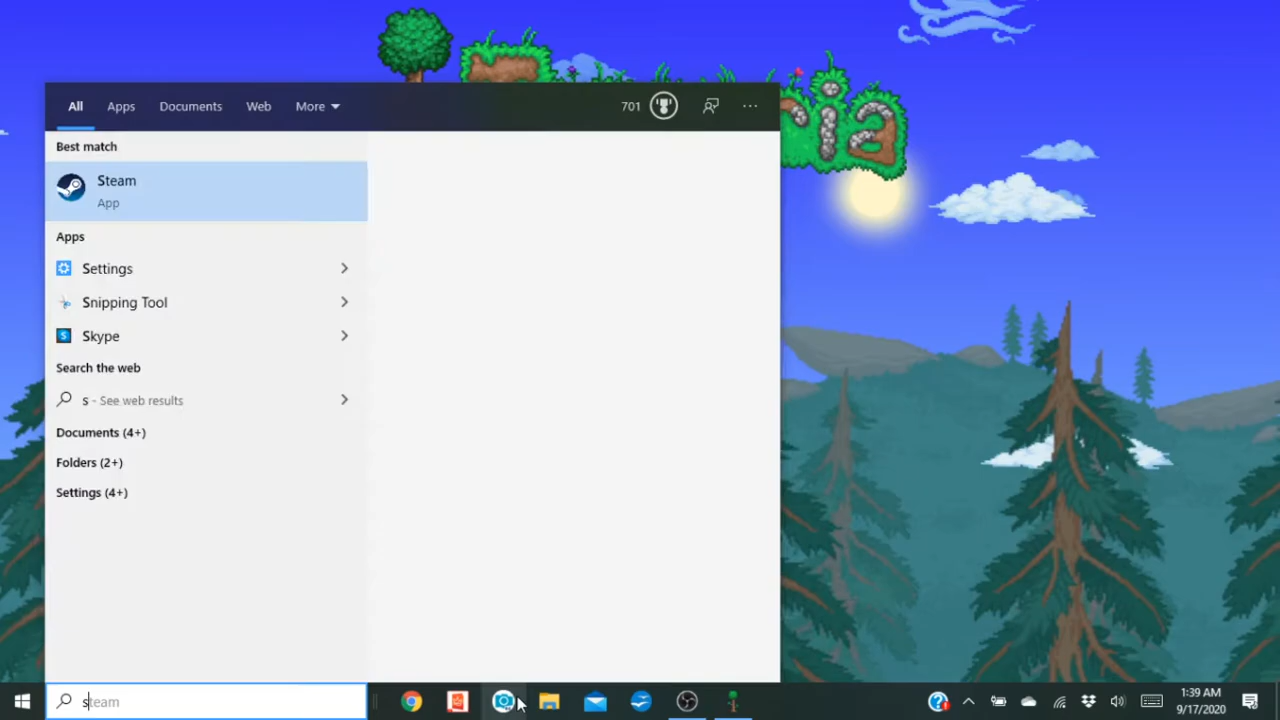 All Apps Documents Web More 701 ...
Best match
Steam
App
Apps
Settings
Snipping Tool
Skype
Search the web
s - See web results
Documents (4+)
Folders (2+)
Settings (4+)
steam
1:39 AM
9/17/2020